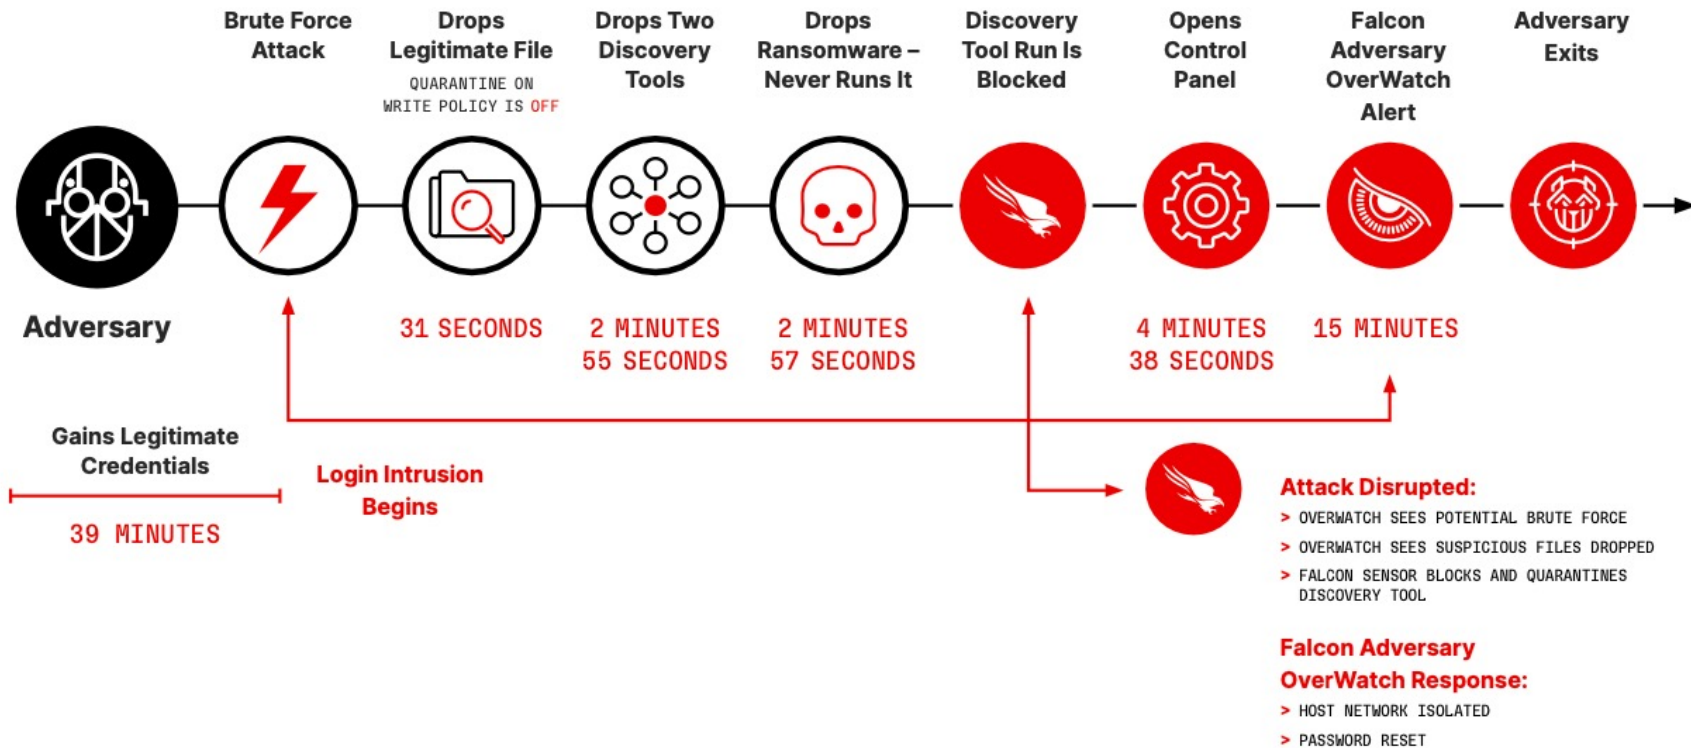 Brute Force
Attack
Drops
Legitimate File
QUARANTINE ON
WRITE POLICY IS OFF
Drops Two
Discovery
Tools
Drops
Ransomware –
Never Runs It
Discovery
Tool Run Is
Blocked
Opens
Control
Panel
Falcon
Adversary
OverWatch
Alert
Adversary
Exits
Adversary
31 SECONDS
2 MINUTES
55 SECONDS
2 MINUTES
57 SECONDS
4 MINUTES
38 SECONDS
15 MINUTES
Gains Legitimate
Credentials
39 MINUTES
Login Intrusion
Begins
Attack Disrupted:
> OVERWATCH SEES POTENTIAL BRUTE FORCE
> OVERWATCH SEES SUSPICIOUS FILES DROPPED
> FALCON SENSOR BLOCKS AND QUARANTINES
DISCOVERY TOOL
Falcon Adversary
OverWatch Response:
> HOST NETWORK ISOLATED
> PASSWORD RESET